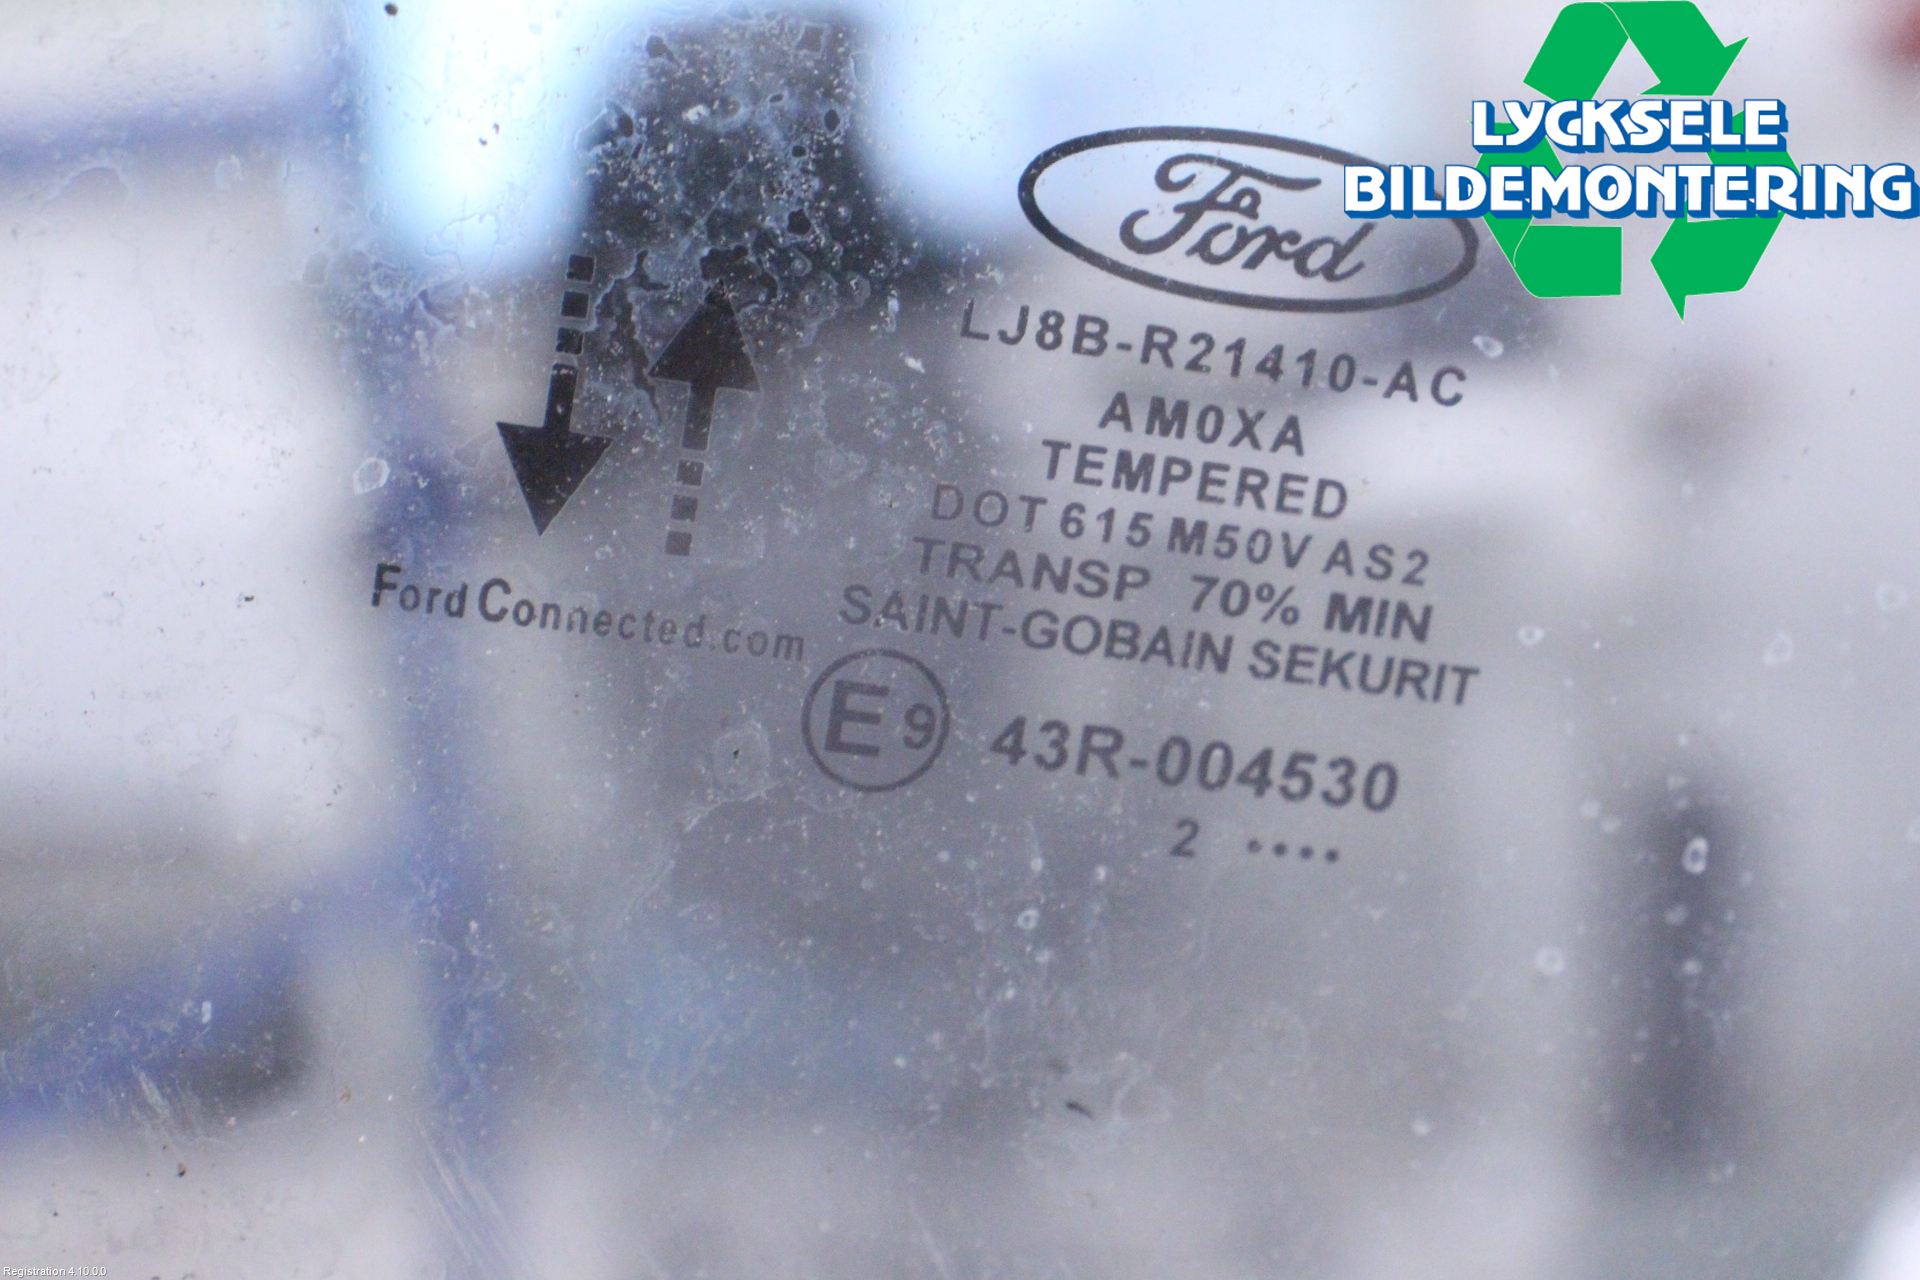 LYCKSELE
BILDEMONTERING
Ford
LJ8B-R21410-AC
AM0XA
TEMPERED
DOT 615 M50V AS2
TRANSP 70% MIN
SAINT-GOBAIN SEKURIT
FordConnected.com
E9 43R-004530
2 ....
Registration 4.10.0.0